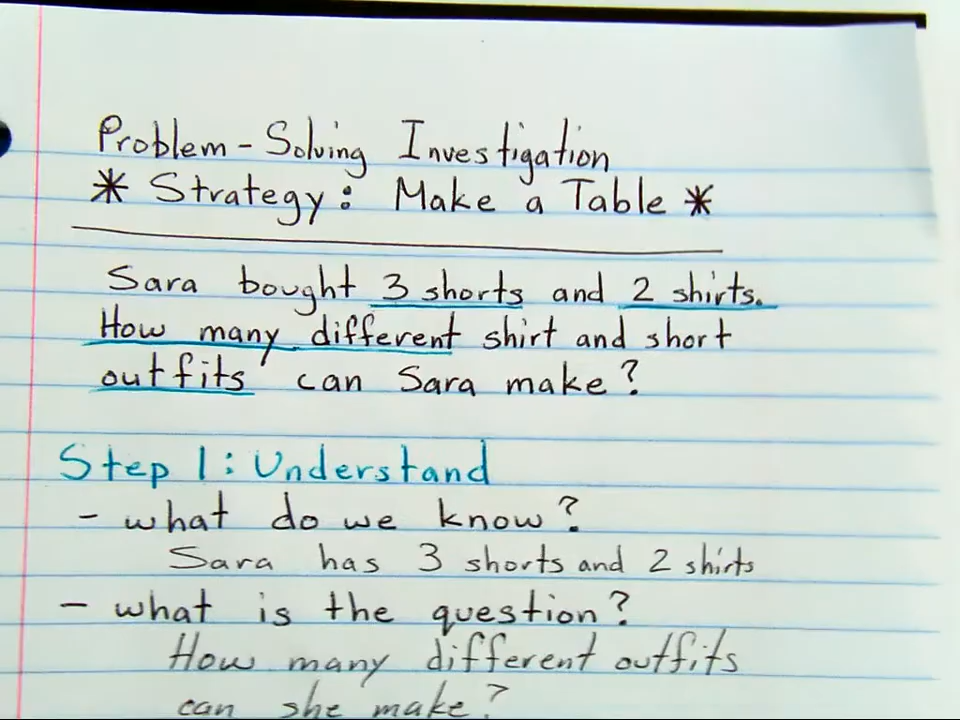 Problem-Solving Investigation
* Strategy: Make a Table *
Sara bought 3 shorts and 2 shirts.
How many different shirt and short
outfits can Sara make?
Step 1: Understand
- what do we know?
Sara has 3 shorts and 2 shirts
- what is the question?
How many different outfits
can she make?